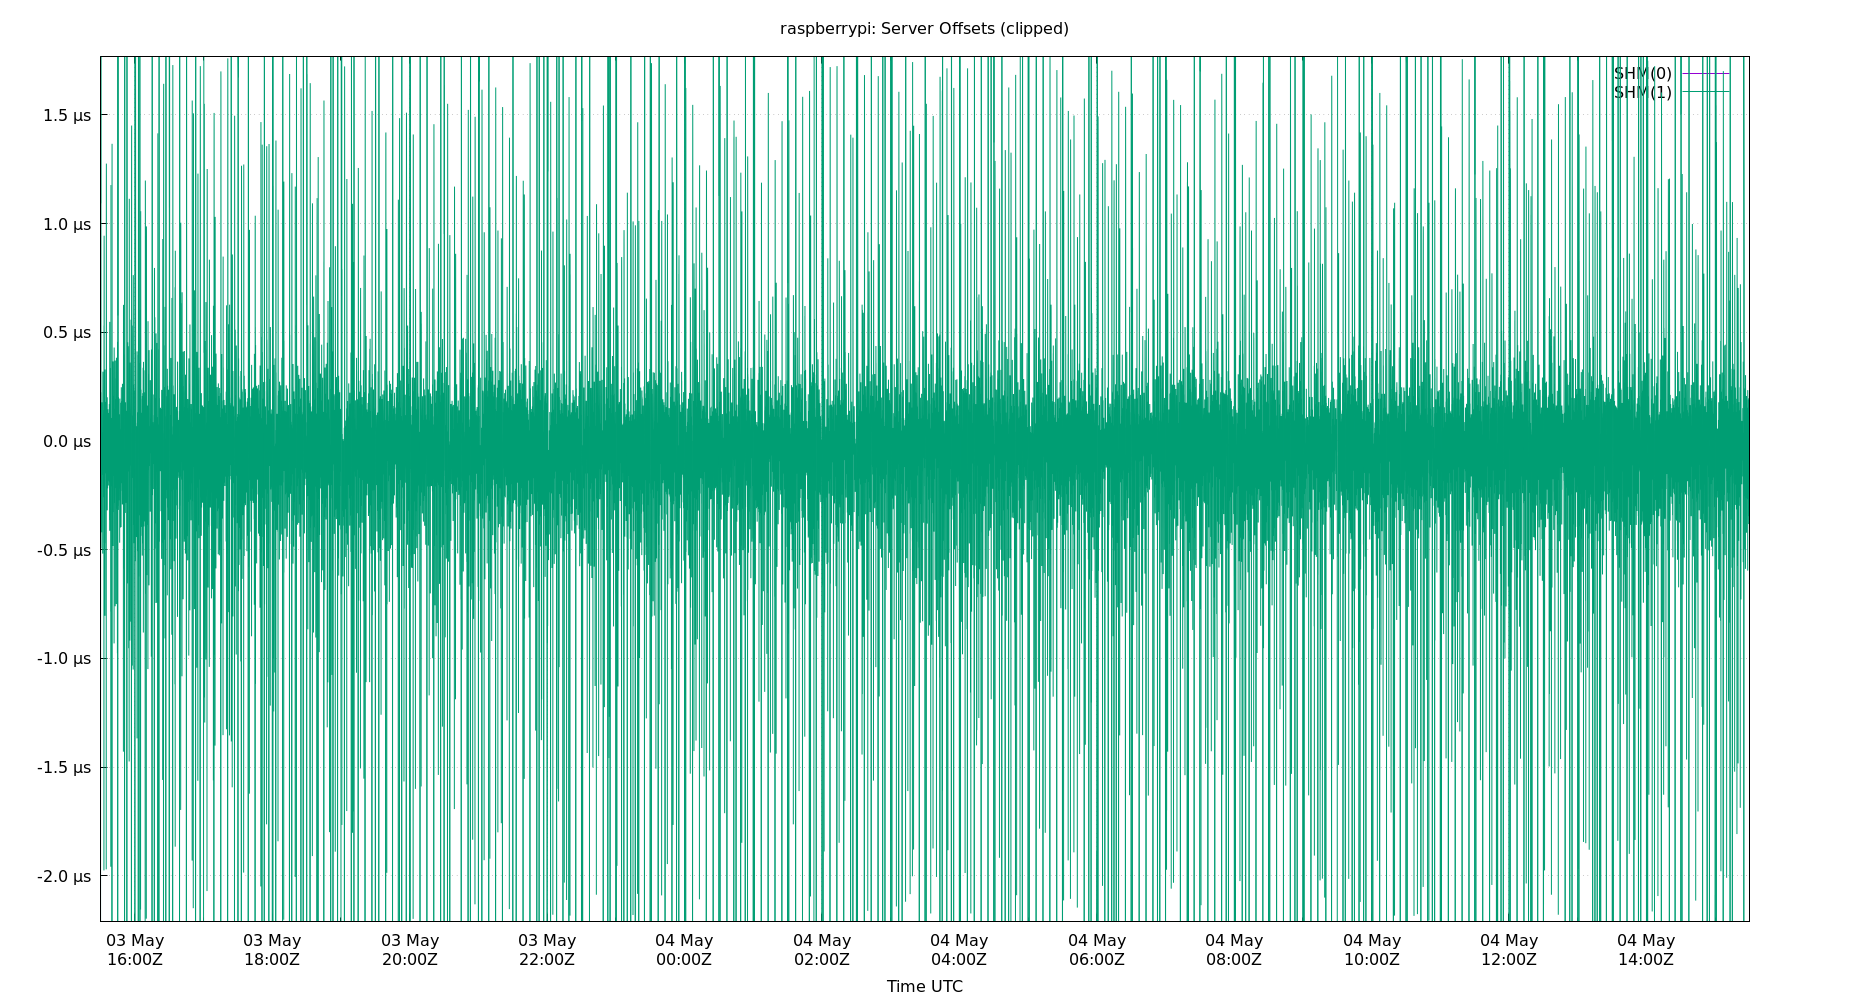 raspberrypi: Server Offsets (clipped)
SHM(0)
SHM(1)
1.5 µs
1.0 µs
0.5 µs
0.0 µs
-0.5 µs
-1.0 µs
-1.5 µs
-2.0 µs
03 May 03 May 03 May 03 May 04 May 04 May 04 May 04 May 04 May 04 May 04 May 04 May
16:00Z 18:00Z 20:00Z 22:00Z 00:00Z 02:00Z 04:00Z 06:00Z 08:00Z 10:00Z 12:00Z 14:00Z
Time UTC